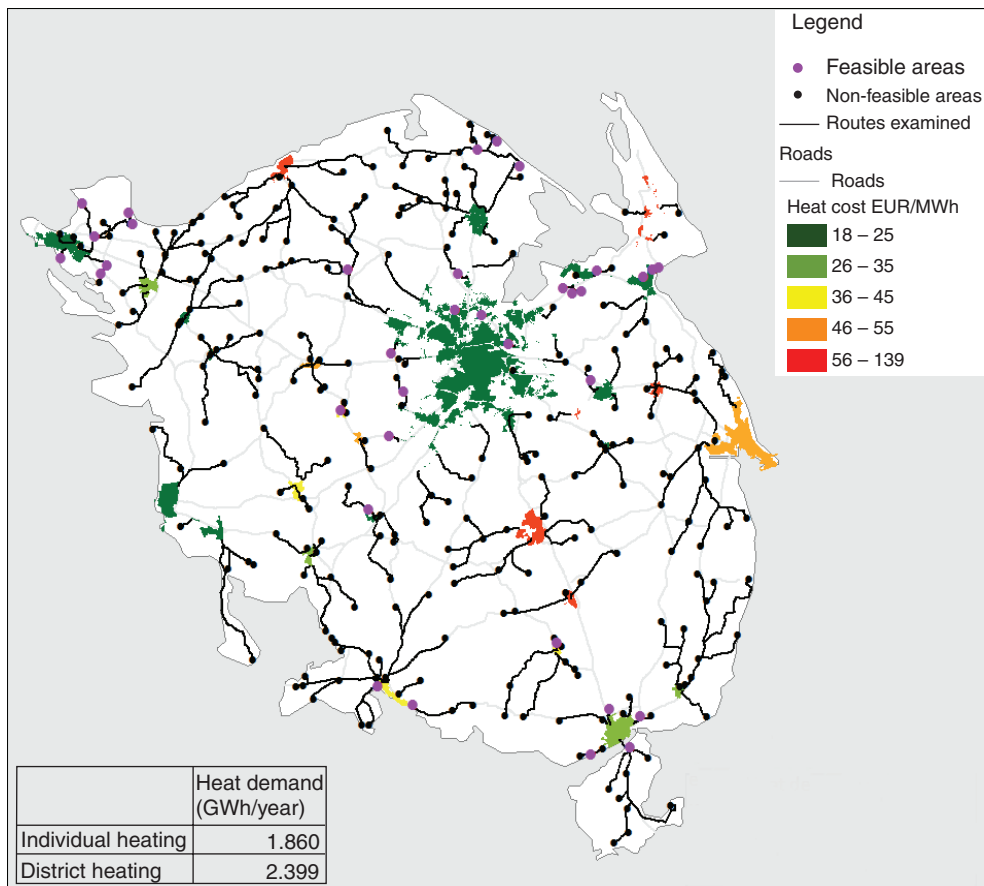 Legend
Feasible areas
Non-feasible areas
Routes examined
Roads
Roads
Heat cost EUR/MWh
18 – 25
26 – 35
36 – 45
46 – 55
56 – 139
Heat demand
(GWh/year)
Individual heating 1.860
District heating 2.399